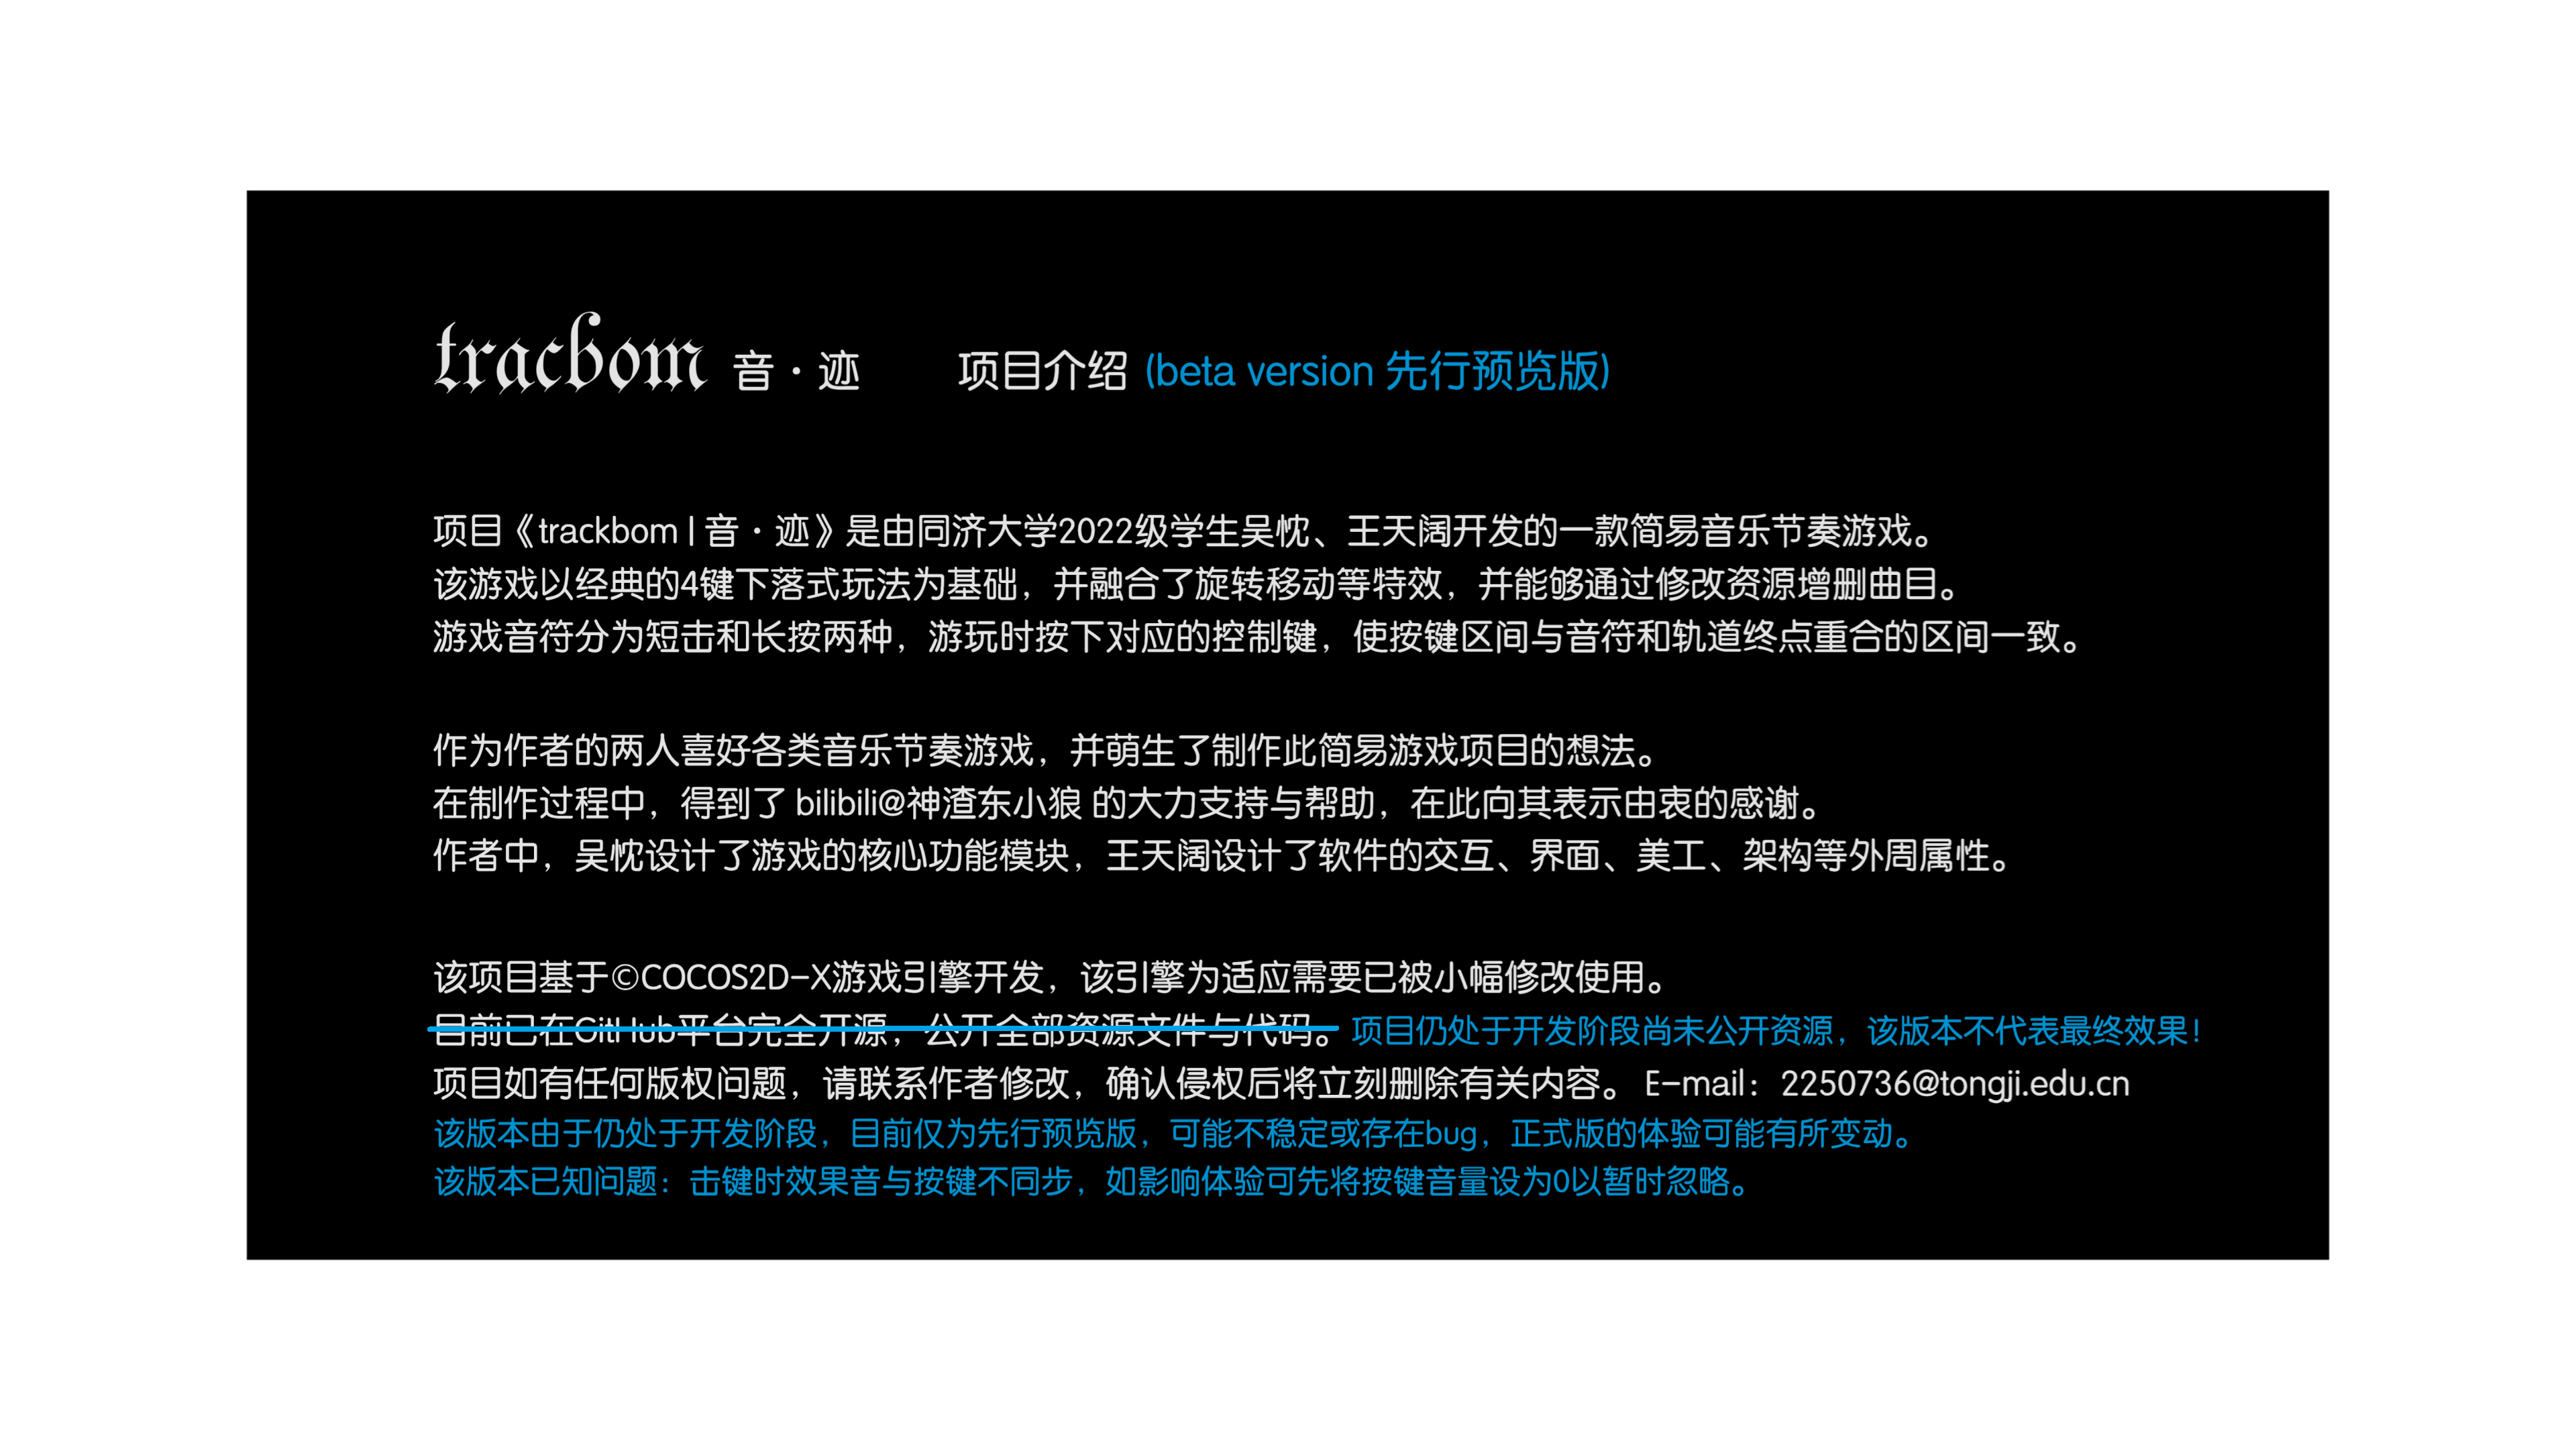 tracbom 音·迹 项目介绍 (beta version 先行预览版)
项目《trackbom | 音·迹》是由同济大学2022级学生吴忱、王天阔开发的一款简易音乐节奏游戏。
该游戏以经典的4键下落式玩法为基础，并融合了旋转移动等特效，并能够通过修改资源增删曲目。
游戏音符分为短击和长按两种，游玩时按下对应的控制键，使按键区间与音符和轨道终点重合的区间一致。
作为作者的两人喜好各类音乐节奏游戏，并萌生了制作此简易游戏项目的想法。
在制作过程中，得到了 bilibili@神渣东小狼 的大力支持与帮助，在此向其表示由衷的感谢。
作者中，吴忱设计了游戏的核心功能模块，王天阔设计了软件的交互、界面、美工、架构等外周属性。
该项目基于©COCOS2D-X游戏引擎开发，该引擎为适应需要已被小幅修改使用。
目前已在GitHub平台完全开源，公开全部资源文件与代码。 项目仍处于开发阶段尚未公开资源，该版本不代表最终效果！
项目如有任何版权问题，请联系作者修改，确认侵权后将立刻删除有关内容。 E-mail：2250736@tongji.edu.cn
该版本由于仍处于开发阶段，目前仅为先行预览版，可能不稳定或存在bug，正式版的体验可能有所变动。
该版本已知问题：击键时效果音与按键不同步，如影响体验可先将按键音量设为0以暂时忽略。